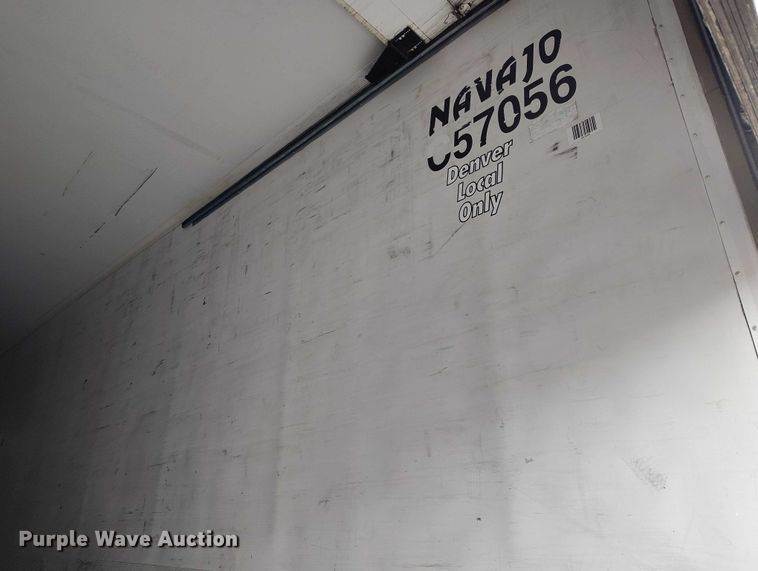 NAVAJO
57056
Denver
Local
Only
Purple Wave Auction